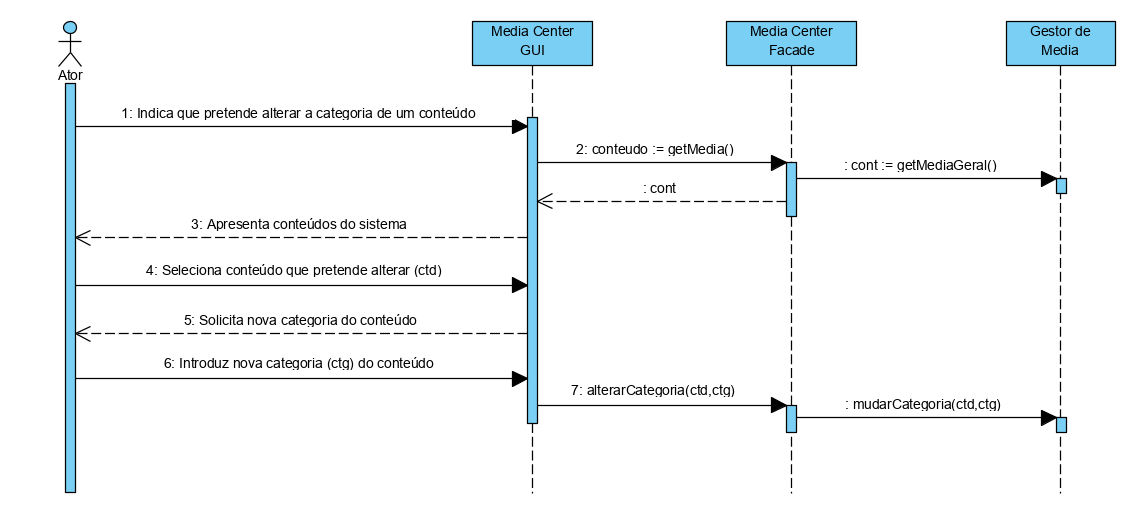 Ator
Media Center
GUI
Media Center
Facade
Gestor de
Media
1: Indica que pretende alterar a categoria de um conteúdo
2: conteudo := getMedia()
: cont := getMediaGeral()
: cont
3: Apresenta conteúdos do sistema
4: Seleciona conteúdo que pretende alterar (ctd)
5: Solicita nova categoria do conteúdo
6: Introduz nova categoria (ctg) do conteúdo
7: alterarCategoria(ctd,ctg)
: mudarCategoria(ctd,ctg)